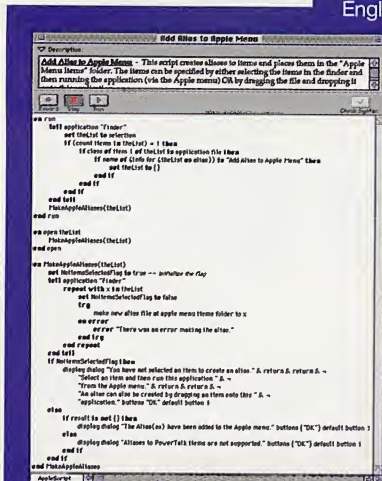 Engl
Add Alias to Apple Menu
Description:
Add Alias to Apple Menu - This script creates aliases to items and places them in the "Apple
Menu Items" folder. The items can be specified by either selecting the items in the finder and
then running the application (via the Apple menu) OR by dragging the file and dropping it
Record Stop Run Check Syntax
on run
tell application "Finder"
set theList to selection
if (count items in theList) = 1 then
if class of item 1 of theList is application file then
if name of (info for (theList as alias)) is "Add Alias to Apple Menu" then
set theList to {}
end if
end if
end if
end tell
MakeAppleAliases(theList)
end run
on open theList
MakeAppleAliases(theList)
end open
on MakeAppleAliases(theList)
set NoItemsSelectedFlag to true -- initialize the flag
tell application "Finder"
repeat with x in theList
set NoItemsSelectedFlag to false
try
make new alias file at apple menu items folder to x
on error
error "There was an error making the alias."
end try
end repeat
end tell
if NoItemsSelectedFlag then
display dialog "You have not selected an item to create an alias." & return & return & ¬
"Select an item and then run this application " & ¬
"from the Apple menu." & return & return & ¬
"An alias can also be created by dragging an item onto this " & ¬
"application." buttons "OK" default button 1
else
if result is not {} then
display dialog "The Alias(es) have been added to the Apple menu." buttons {"OK"} default button 1
else
display dialog "Aliases to PowerTalk items are not supported." buttons {"OK"} default button 1
end if
end if
end MakeAppleAliases
AppleScript